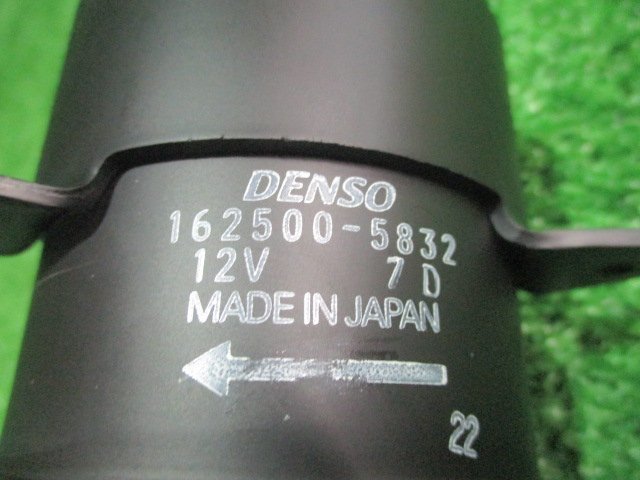 DENSO
162500-5832
12V 7D
MADE IN JAPAN
22